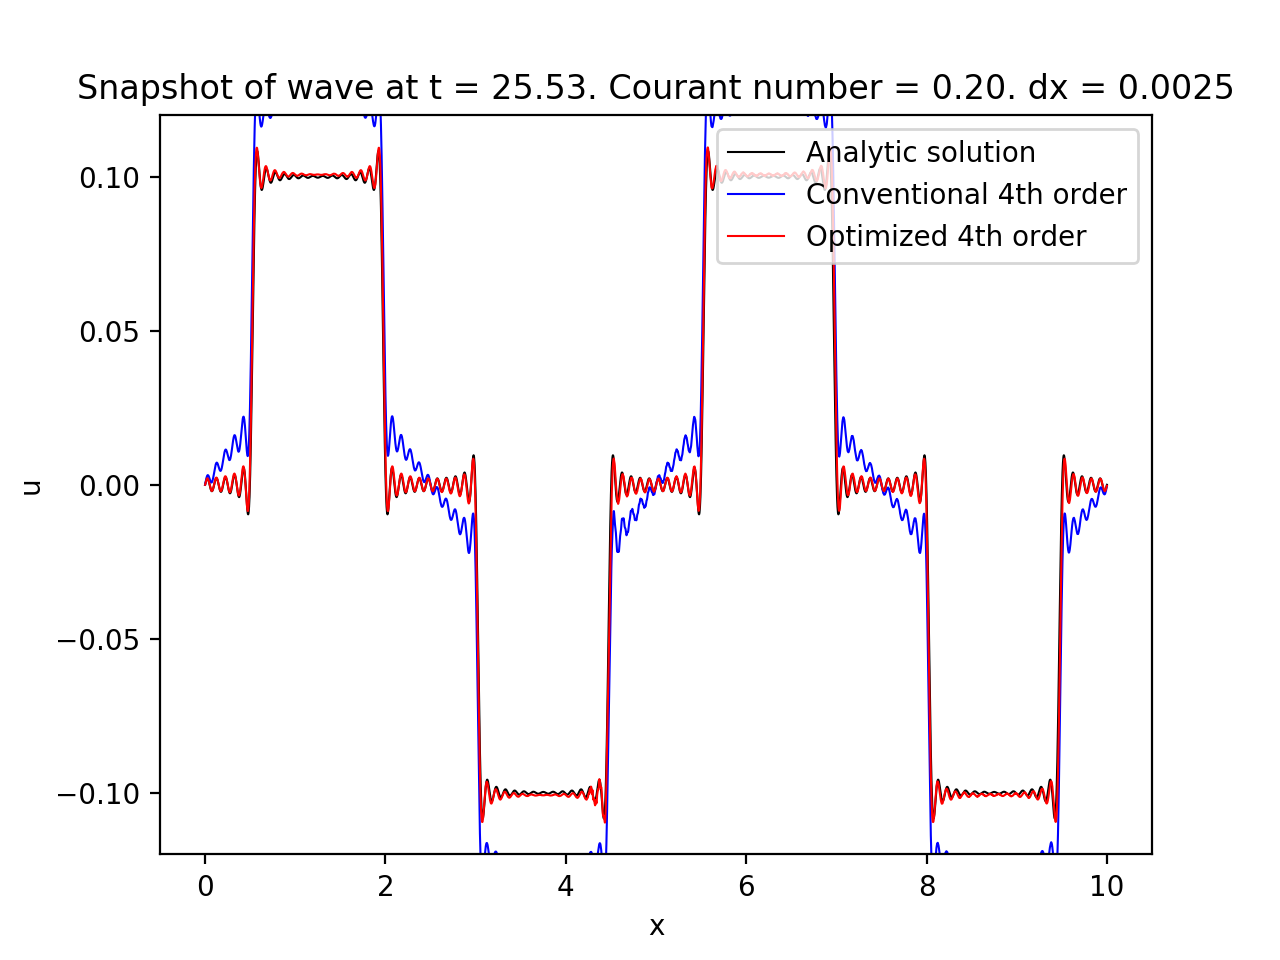 Snapshot of wave at t = 25.53. Courant number = 0.20. dx = 0.0025
Analytic solution
Conventional 4th order
Optimized 4th order
0.10
0.05
0.00
−0.05
−0.10
u
0 2 4 6 8 10
x